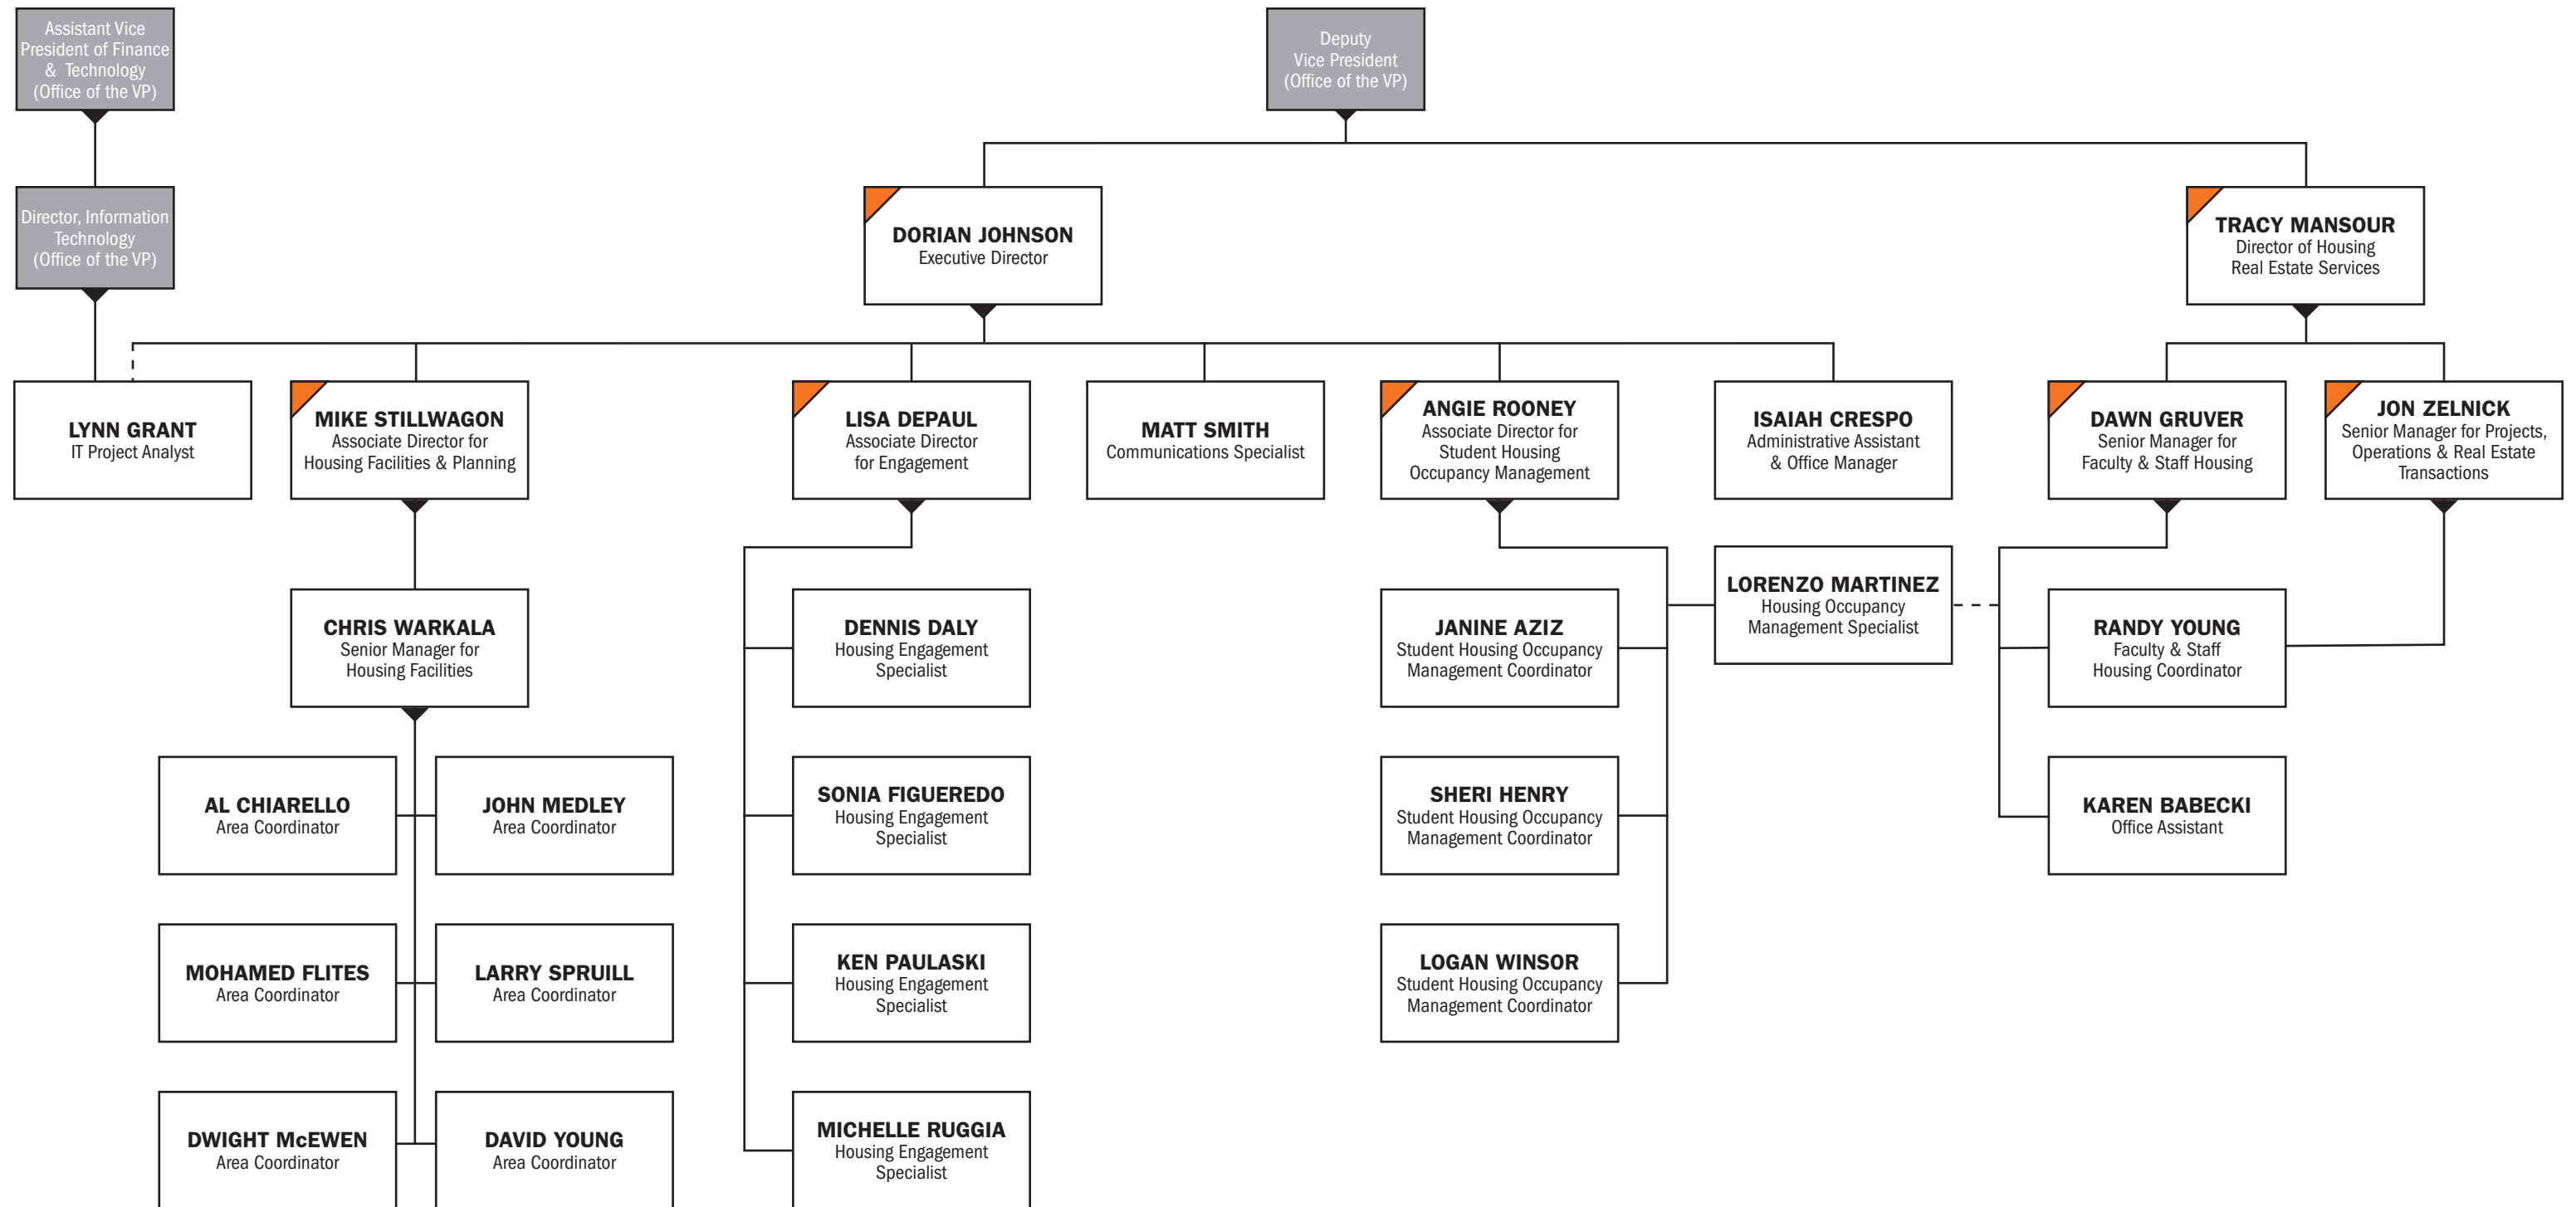 Assistant Vice
President of Finance
& Technology
(Office of the VP)
Deputy
Vice President
(Office of the VP)
Director, Information
Technology
(Office of the VP)
DORIAN JOHNSON
Executive Director
TRACY MANSOUR
Director of Housing
Real Estate Services
LYNN GRANT
IT Project Analyst
MIKE STILLWAGON
Associate Director for
Housing Facilities & Planning
LISA DEPAUL
Associate Director
for Engagement
MATT SMITH
Communications Specialist
ANGIE ROONEY
Associate Director for
Student Housing
Occupancy Management
ISAIAH CRESPO
Administrative Assistant
& Office Manager
DAWN GRUVER
Senior Manager for
Faculty & Staff Housing
JON ZELNICK
Senior Manager for Projects,
Operations & Real Estate
Transactions
CHRIS WARKALA
Senior Manager for
Housing Facilities
DENNIS DALY
Housing Engagement
Specialist
JANINE AZIZ
Student Housing Occupancy
Management Coordinator
LORENZO MARTINEZ
Housing Occupancy
Management Specialist
RANDY YOUNG
Faculty & Staff
Housing Coordinator
AL CHIARELLO
Area Coordinator
JOHN MEDLEY
Area Coordinator
SONIA FIGUEREDO
Housing Engagement
Specialist
SHERI HENRY
Student Housing Occupancy
Management Coordinator
KAREN BABECKI
Office Assistant
MOHAMED FLITES
Area Coordinator
LARRY SPRUILL
Area Coordinator
KEN PAULASKI
Housing Engagement
Specialist
LOGAN WINSOR
Student Housing Occupancy
Management Coordinator
DWIGHT McEWEN
Area Coordinator
DAVID YOUNG
Area Coordinator
MICHELLE RUGGIA
Housing Engagement
Specialist